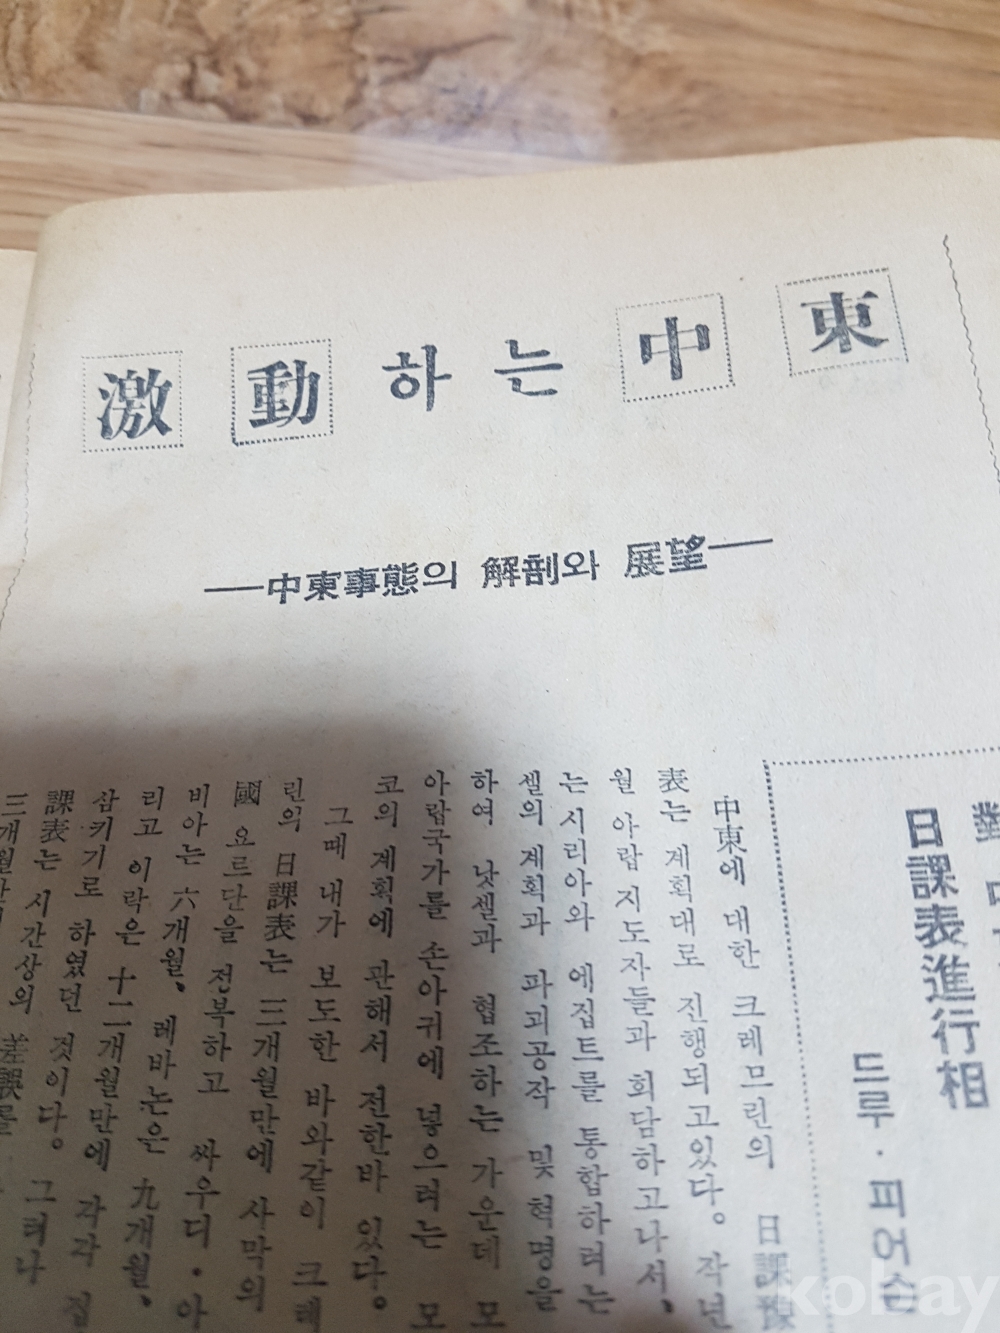 激動하는 中東
—中東事態의 解剖와 展望—
日課表進行相
드루·피어슨
中東에 대한 크레므린의 日課
表는 계획대로 진행되고있다。 작년
월 아랍 지도자들과 회담하고나서,
는 시리아와 에집트를 통합하려는
셀의 계획과 파괴공작 및 혁명을
하여 낫셀과 협조하는 가운데 모
아랍국가를 손아귀에 넣으려는 모
코의 계획에 관해서 전한바 있다。
그때 내가 보도한 바와같이 크레
린의 日課表는 三개월만에 사막의
國 요르단을 전복하고 싸우디·아
비아는 六개월、 레바논은 九개월、
리고 이락은 十二개월만에 각각 집
삼키기로 하였던 것이다。 그러나
課表는 시간상의 差誤를
三개월만
kobay